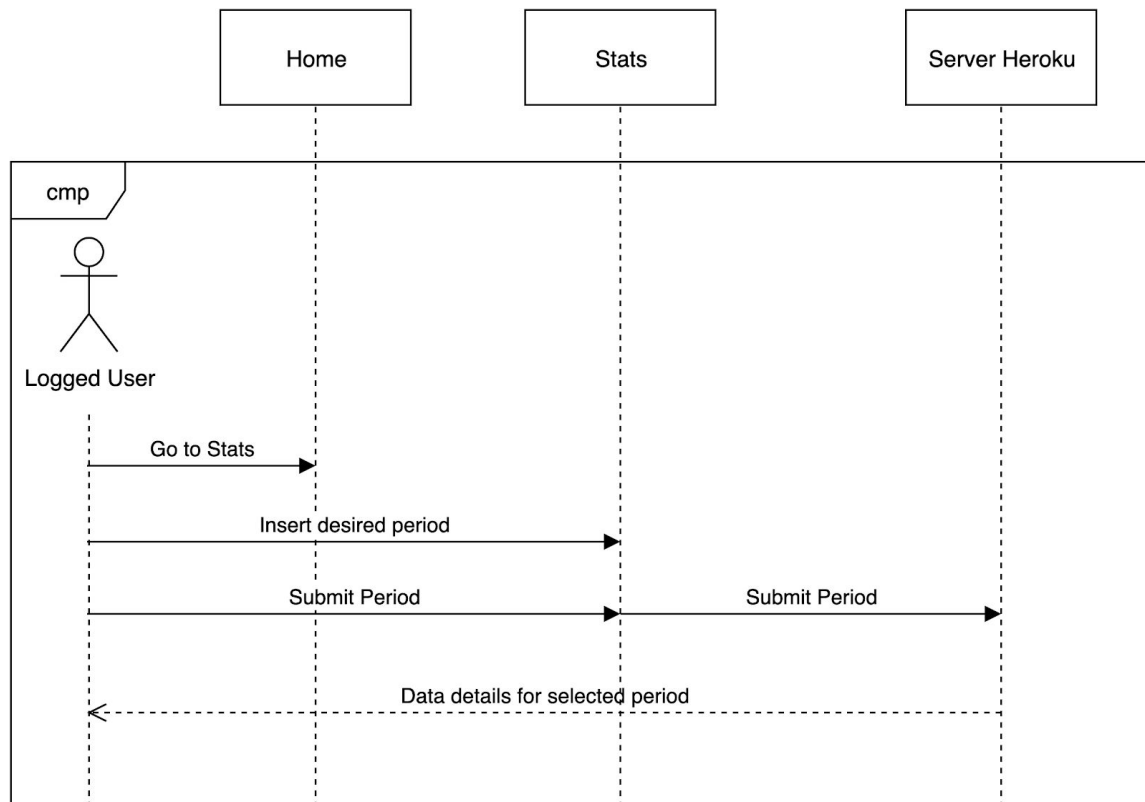 Home
Stats
Server Heroku
cmp
Logged User
Go to Stats
Insert desired period
Submit Period
Submit Period
Data details for selected period